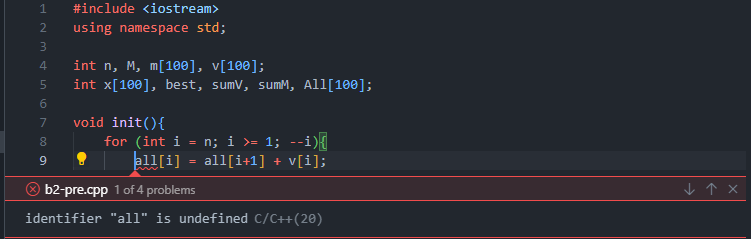 1 #include <iostream>
2 using namespace std;
3
4 int n, M, m[100], v[100];
5 int x[100], best, sumV, sumM, All[100];
6
7 void init(){
8 for (int i = n; i >= 1; --i){
9 all[i] = all[i+1] + v[i];
b2-pre.cpp 1 of 4 problems
identifier "all" is undefined C/C++(20)